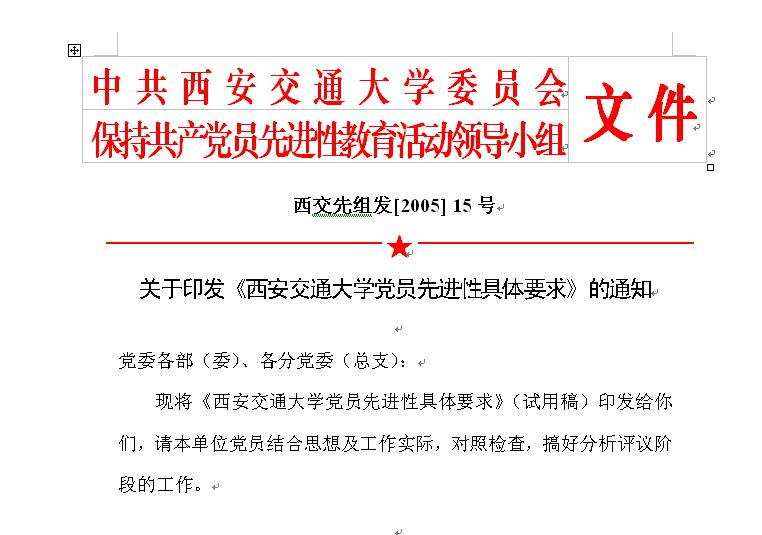 中共西安交通大学委员会
保持共产党员先进性教育活动领导小组
文件
西交先组发[2005] 15 号
关于印发《西安交通大学党员先进性具体要求》的通知
党委各部（委）、各分党委（总支）：
现将《西安交通大学党员先进性具体要求》（试用稿）印发给你
们，请本单位党员结合思想及工作实际，对照检查，搞好分析评议阶
段的工作。